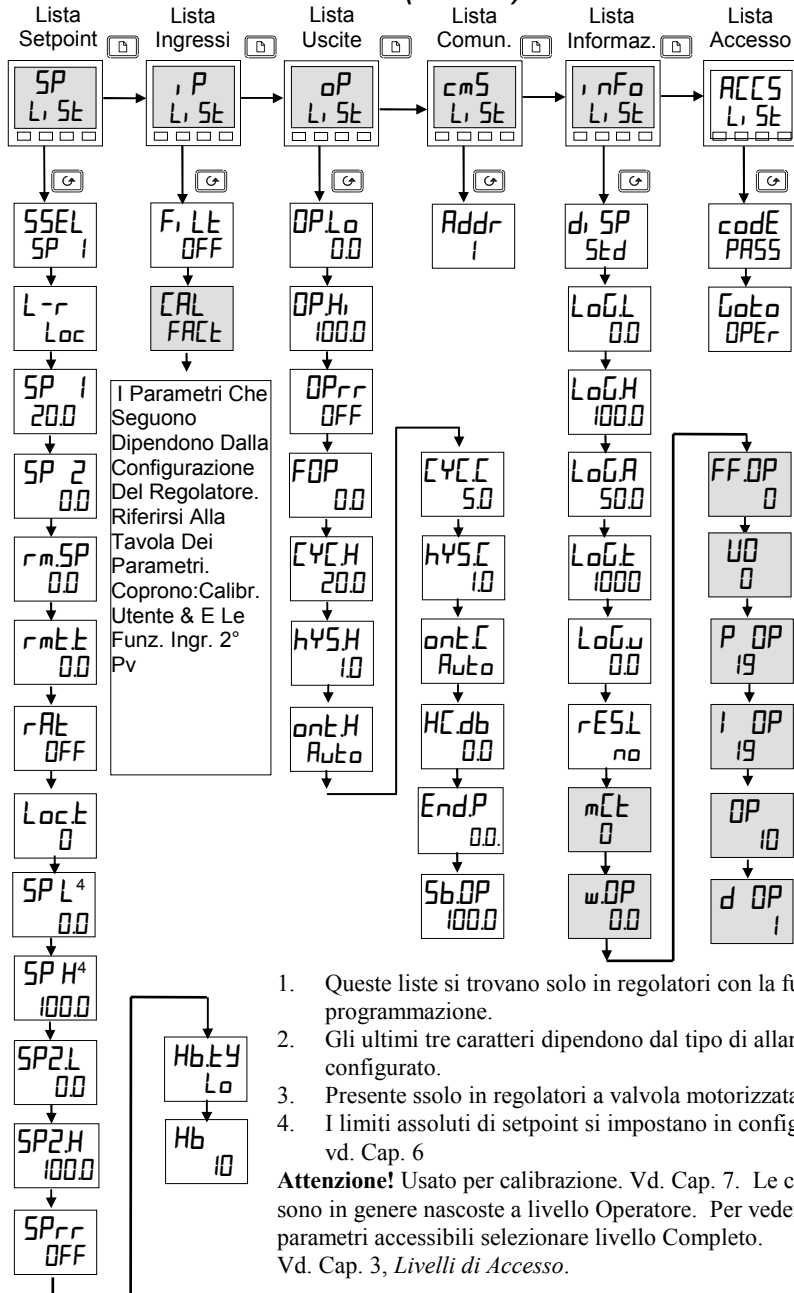 Lista
Setpoint
Lista
Ingressi
Lista
Uscite
Lista
Comun.
Lista
Informaz.
Lista
Accesso
SP
LiSt
iP
LiSt
oP
LiSt
cmS
LiSt
inFo
LiSt
ACCS
LiSt
SSEL
SP 1
L-r
Loc
SP 1
20.0
SP 2
0.0
rm.SP
0.0
rmt.t
0.0
rAt
OFF
Loc.t
0
SP L4
0.0
SP H4
100.0
SP2.L
0.0
SP2.H
100.0
SPrr
OFF
Hb.tY
Lo
Hb
10
FiLt
OFF
CAL
FACt
I Parametri Che
Seguono
Dipendono Dalla
Configurazione
Del Regolatore.
Riferirsi Alla
Tavola Dei
Parametri.
Coprono:Calibr.
Utente & E Le
Funz. Ingr. 2°
Pv
OP.Lo
0.0
OP.Hi
100.0
OPrr
OFF
FOP
0.0
CYC.H
20.0
hYS.H
1.0
ont.H
Auto
CYC.C
5.0
hYS.C
1.0
ont.C
Auto
HC.db
0.0
End.P
0.0.
Sb.OP
100.0
Addr
1
diSP
Std
LoG.L
0.0
LoG.H
100.0
LoG.A
50.0
LoG.t
1000
LoG.v
0.0
rES.L
no
mCt
0
w.OP
0.0
FF.OP
0
VO
0
P OP
19
I OP
19
OP
10
d OP
1
codE
PASS
Goto
OPEr
1. Queste liste si trovano solo in regolatori con la
programmazione.
2. Gli ultimi tre caratteri dipendono dal tipo di
configurato.
3. Presente ssolo in regolatori a valvola motorizzata
4. I limiti assoluti di setpoint si impostano in
vd. Cap. 6
Attenzione! Usato per calibrazione. Vd. Cap. 7. Le
sono in genere nascoste a livello Operatore. Per
parametri accessibili selezionare livello Completo.
Vd. Cap. 3, Livelli di Accesso.